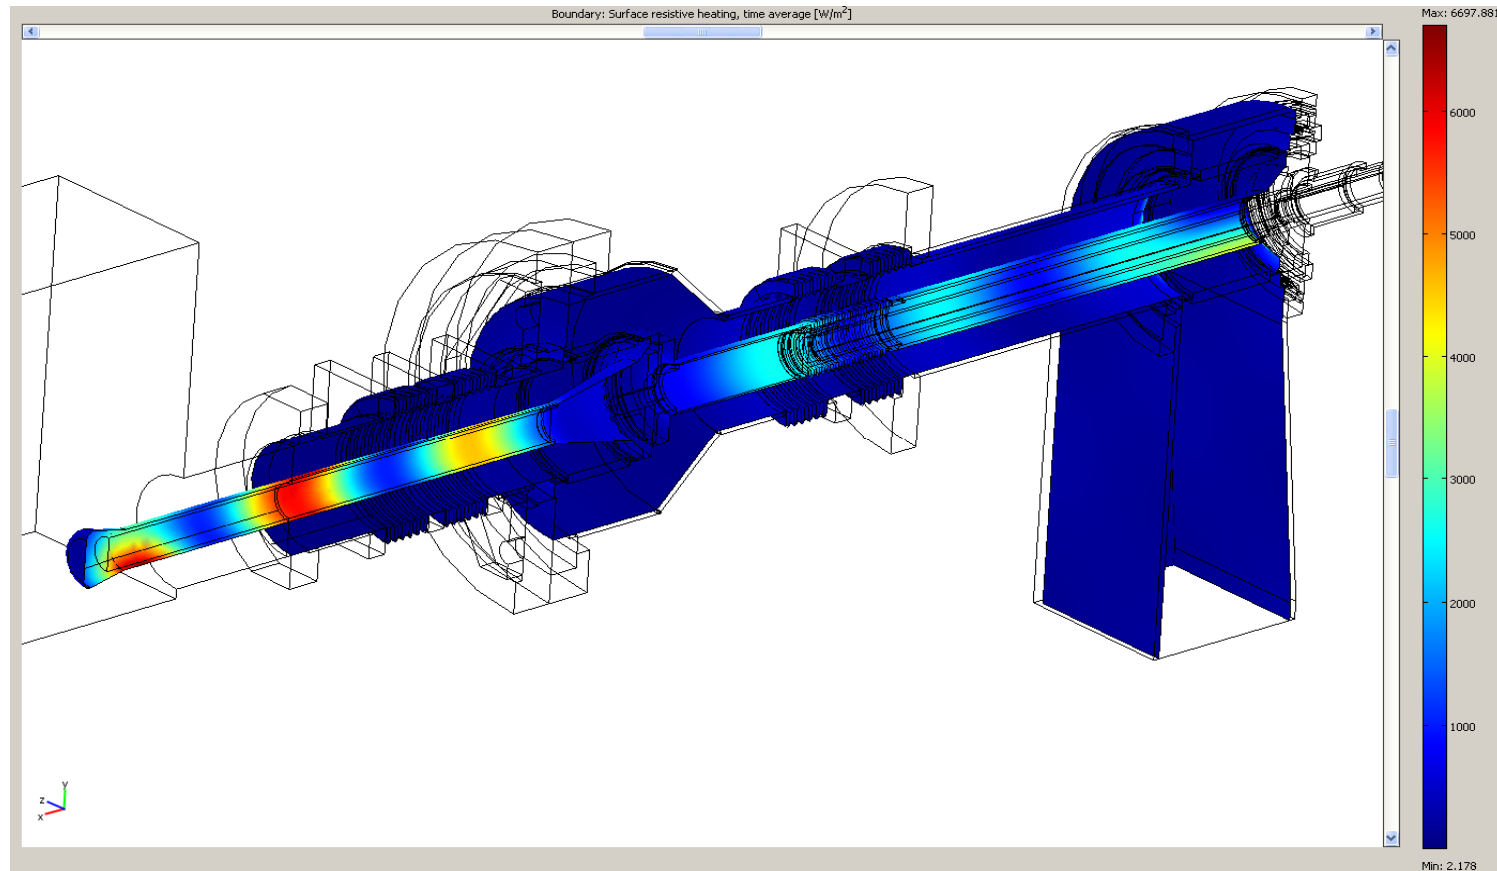 Boundary: Surface resistive heating, time average [W/m²]
Max: 6697.881
6000
5000
4000
3000
2000
1000
Min: 2.178
y
z
x